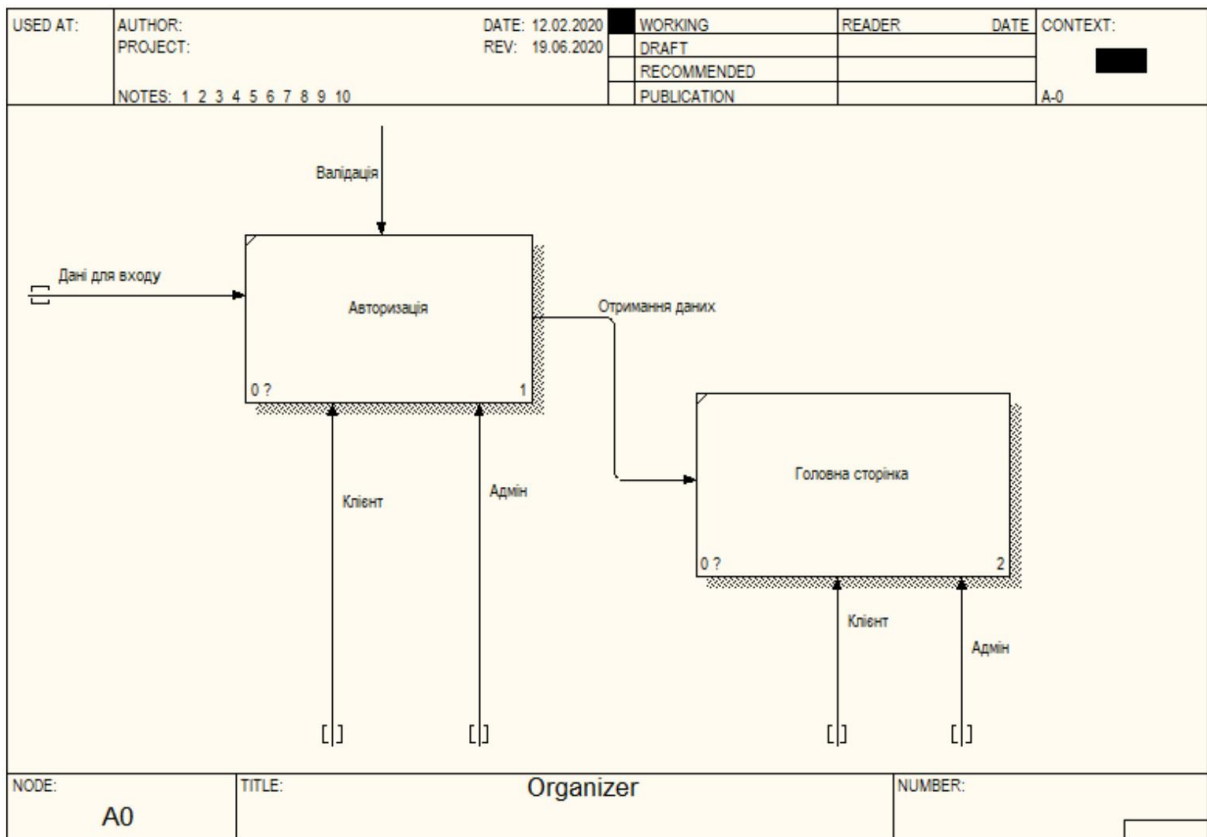 USED AT:
AUTHOR:
DATE: 12.02.2020
WORKING
READER
DATE
CONTEXT:
PROJECT:
REV: 19.06.2020
DRAFT
RECOMMENDED
NOTES: 1 2 3 4 5 6 7 8 9 10
PUBLICATION
A-0
Валідація
Дані для входу
Авторизація
Отримання даних
0 ?
1
Головна сторінка
Клієнт
Адмін
0 ?
2
Клієнт
Адмін
NODE:
TITLE:
Organizer
NUMBER:
A0